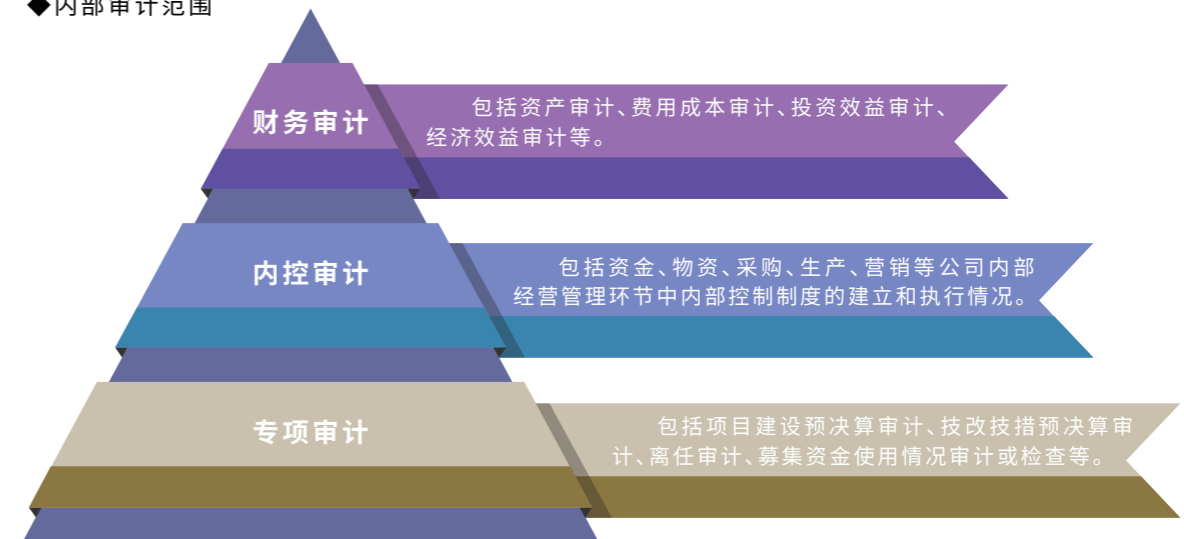 ◆内部审计范围
财务审计
包括资产审计、费用成本审计、投资效益审计、
经济效益审计等。
内控审计
包括资金、物资、采购、生产、营销等公司内部
经营管理环节中内部控制制度的建立和执行情况。
专项审计
包括项目建设预决算审计、技改技措预决算审
计、离任审计、募集资金使用情况审计或检查等。